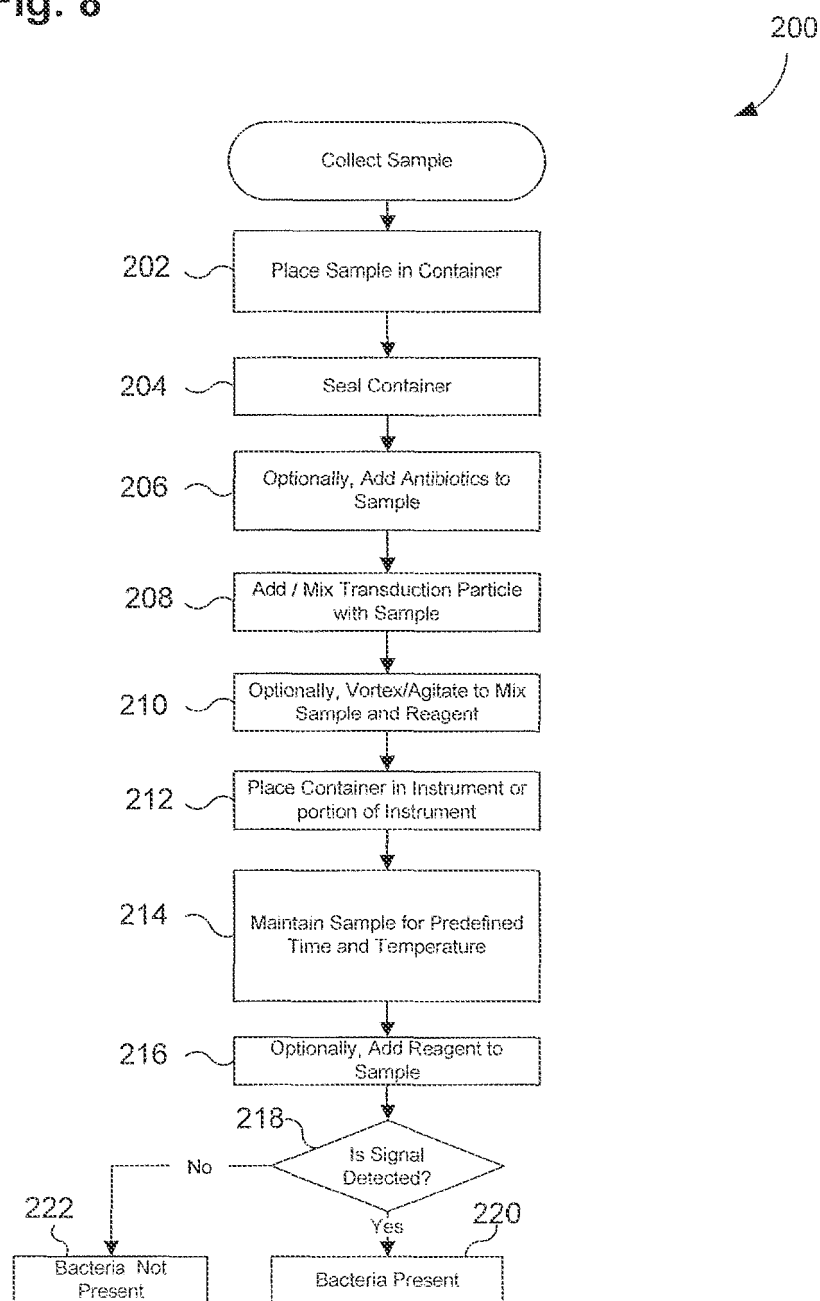 Fig. 8
200
Collect Sample
202
Place Sample in Container
204
Seal Container
206
Optionally, Add Antibiotics to
Sample
208
Add / Mix Transduction Particle
with Sample
210
Optionally, Vortex/Agitate to Mix
Sample and Reagent
212
Place Container in Instrument or
portion of Instrument
214
Maintain Sample for Predefined
Time and Temperature
216
Optionally, Add Reagent to
Sample
218
Is Signal
Detected?
No
Yes
222
Bacteria Not
Present
220
Bacteria Present